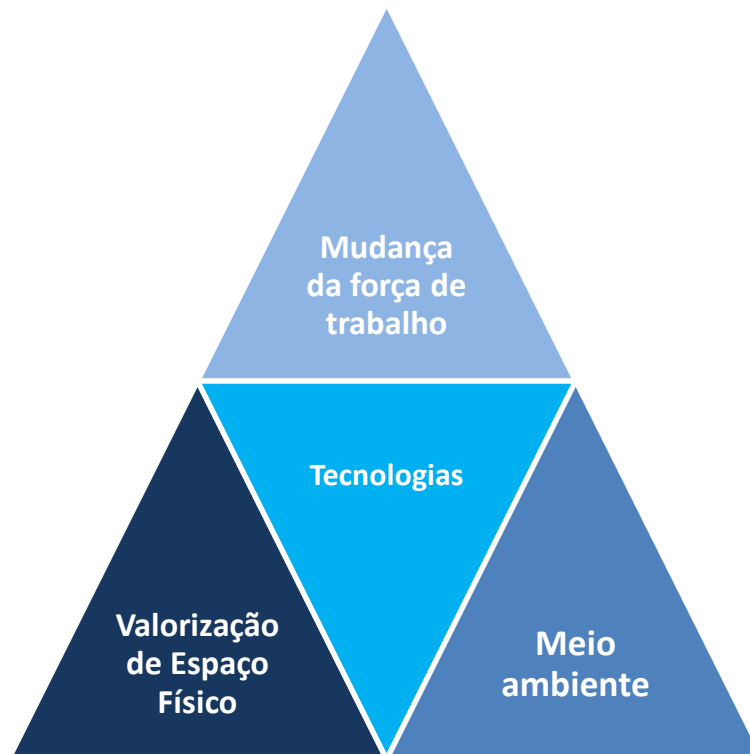 Mudança
da força de
trabalho
Tecnologias
Valorização
de Espaço
Físico
Meio
ambiente